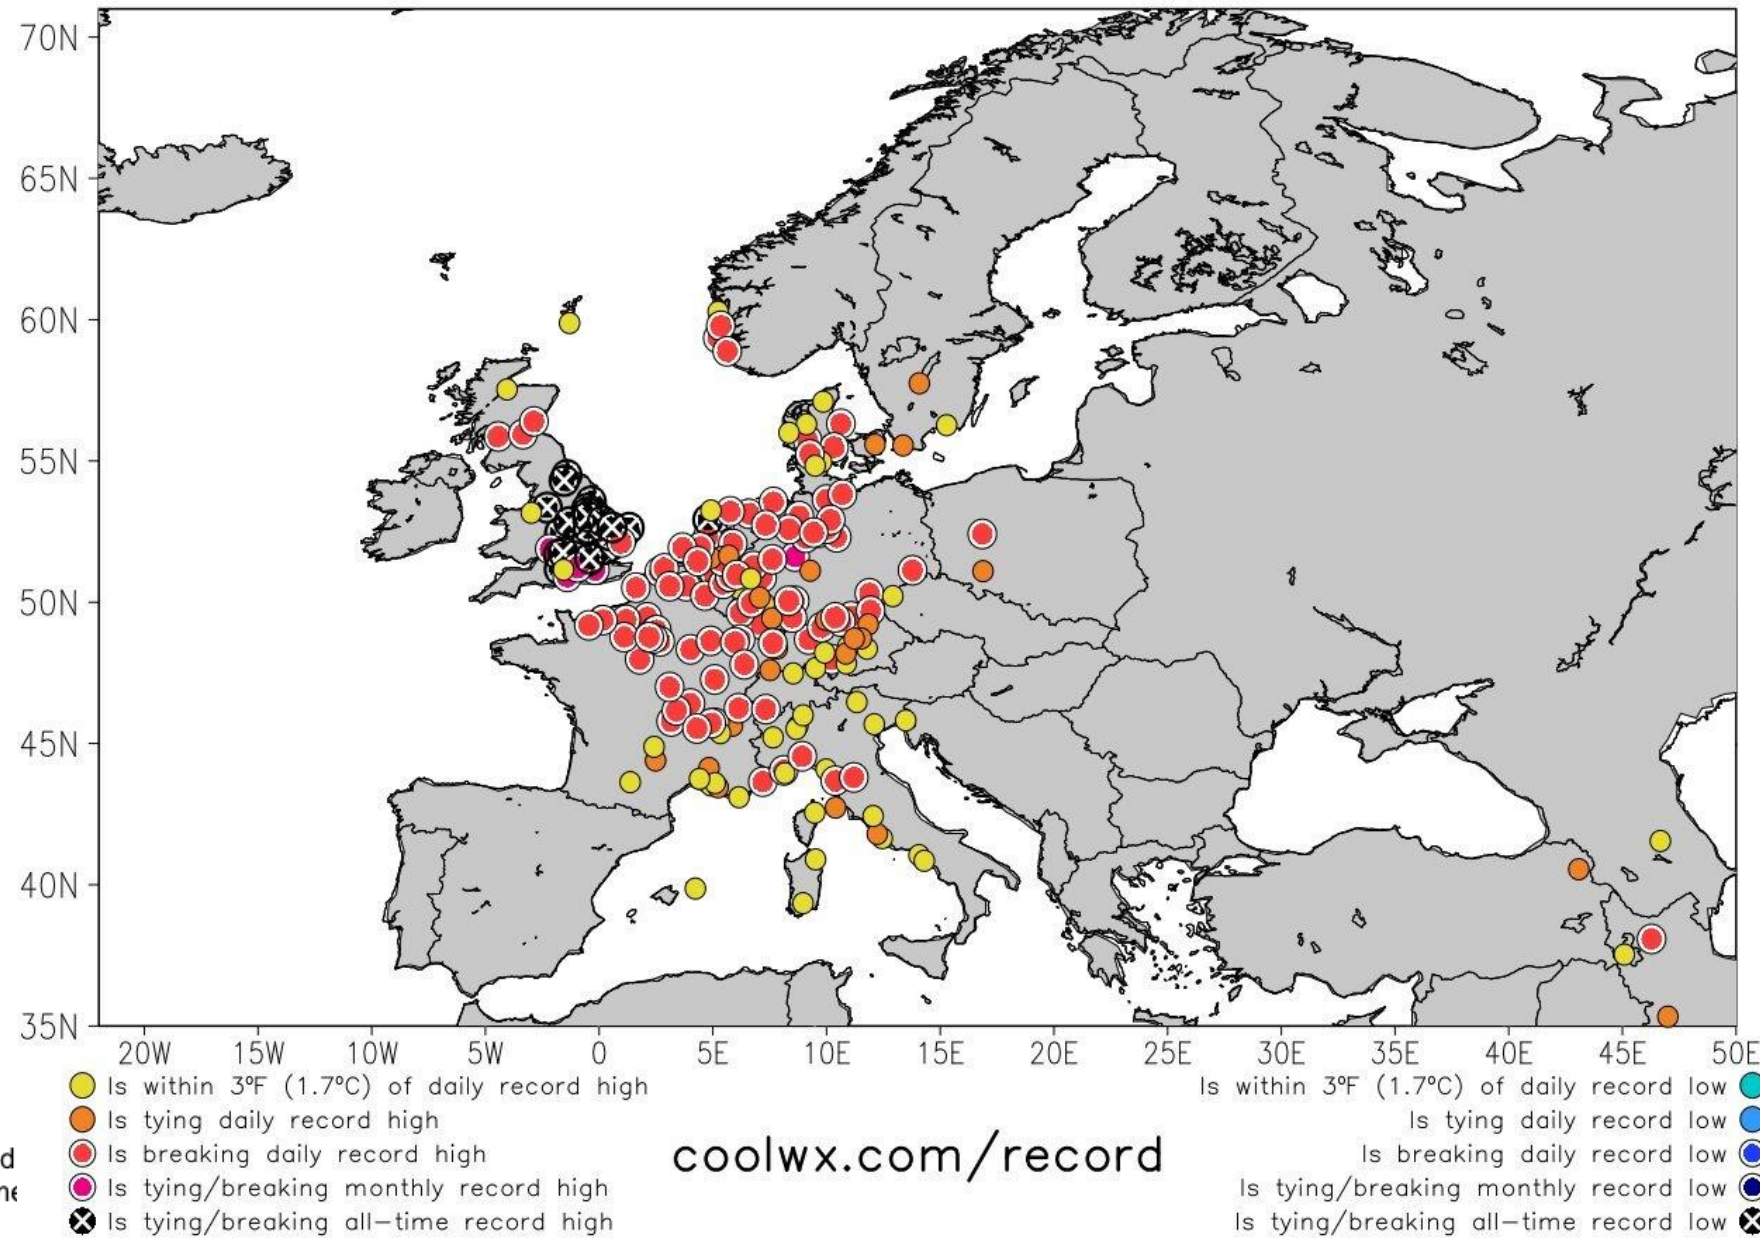 70N
65N
60N
55N
50N
45N
40N
35N
20W 15W 10W 5W 0 5E 10E 15E 20E 25E 30E 35E 40E 45E 50E
Is within 3ºF (1.7ºC) of daily record high
Is tying daily record high
Is breaking daily record high
Is tying/breaking monthly record high
Is tying/breaking all-time record high
coolwx.com/record
Is within 3ºF (1.7ºC) of daily record low
Is tying daily record low
Is breaking daily record low
Is tying/breaking monthly record low
Is tying/breaking all-time record low